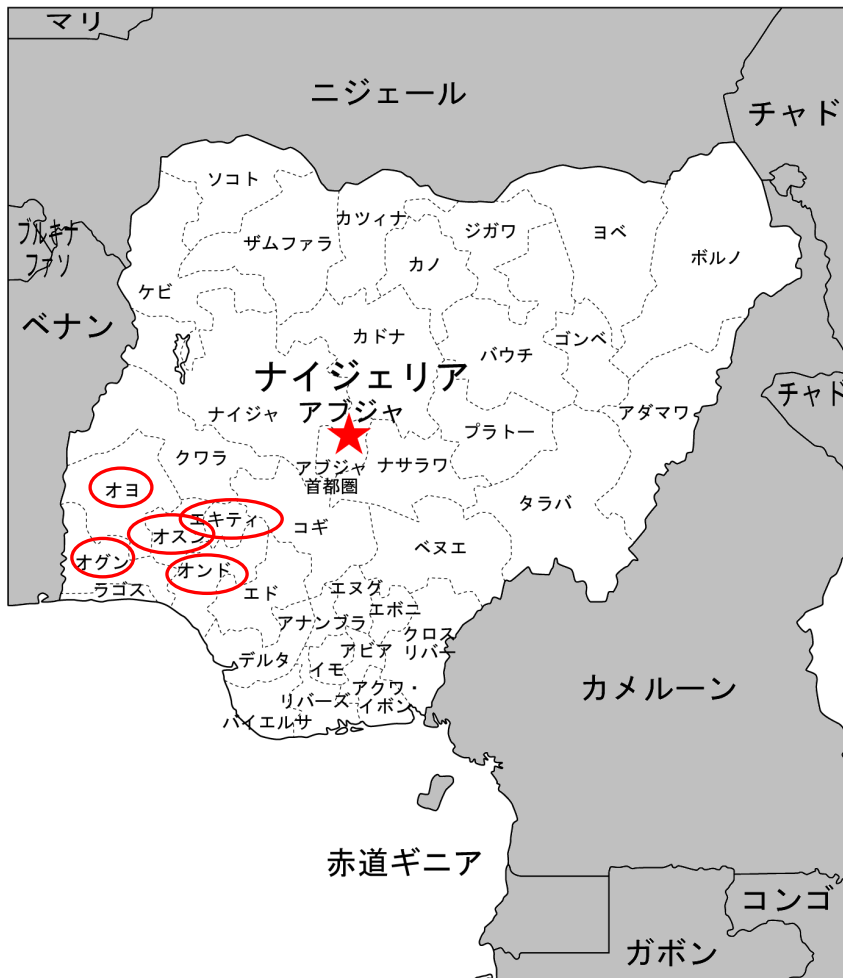 マリ
ニジェール
チャド
ソコト
カツィナ
ジガワ
ヨベ
ブルキナ
ファソ
ザムファラ
カノ
ボルノ
ケビ
ベナン
カドナ
バウチ
ゴンベ
ナイジェリア
チャド
ナイジャ
アブジャ
アダマワ
プラトー
クワラ
アブジャ
首都圏
ナサラワ
オヨ
タラバ
エキティ
コギ
オスン
ベヌエ
オグン
オンド
ラゴス
エド
エヌグ
エボニ
アナンブラ
クロス
リバー
アビア
デルタ
イモ
アクワ・
イボン
リバーズ
バイエルサ
カメルーン
赤道ギニア
コンゴ
ガボン